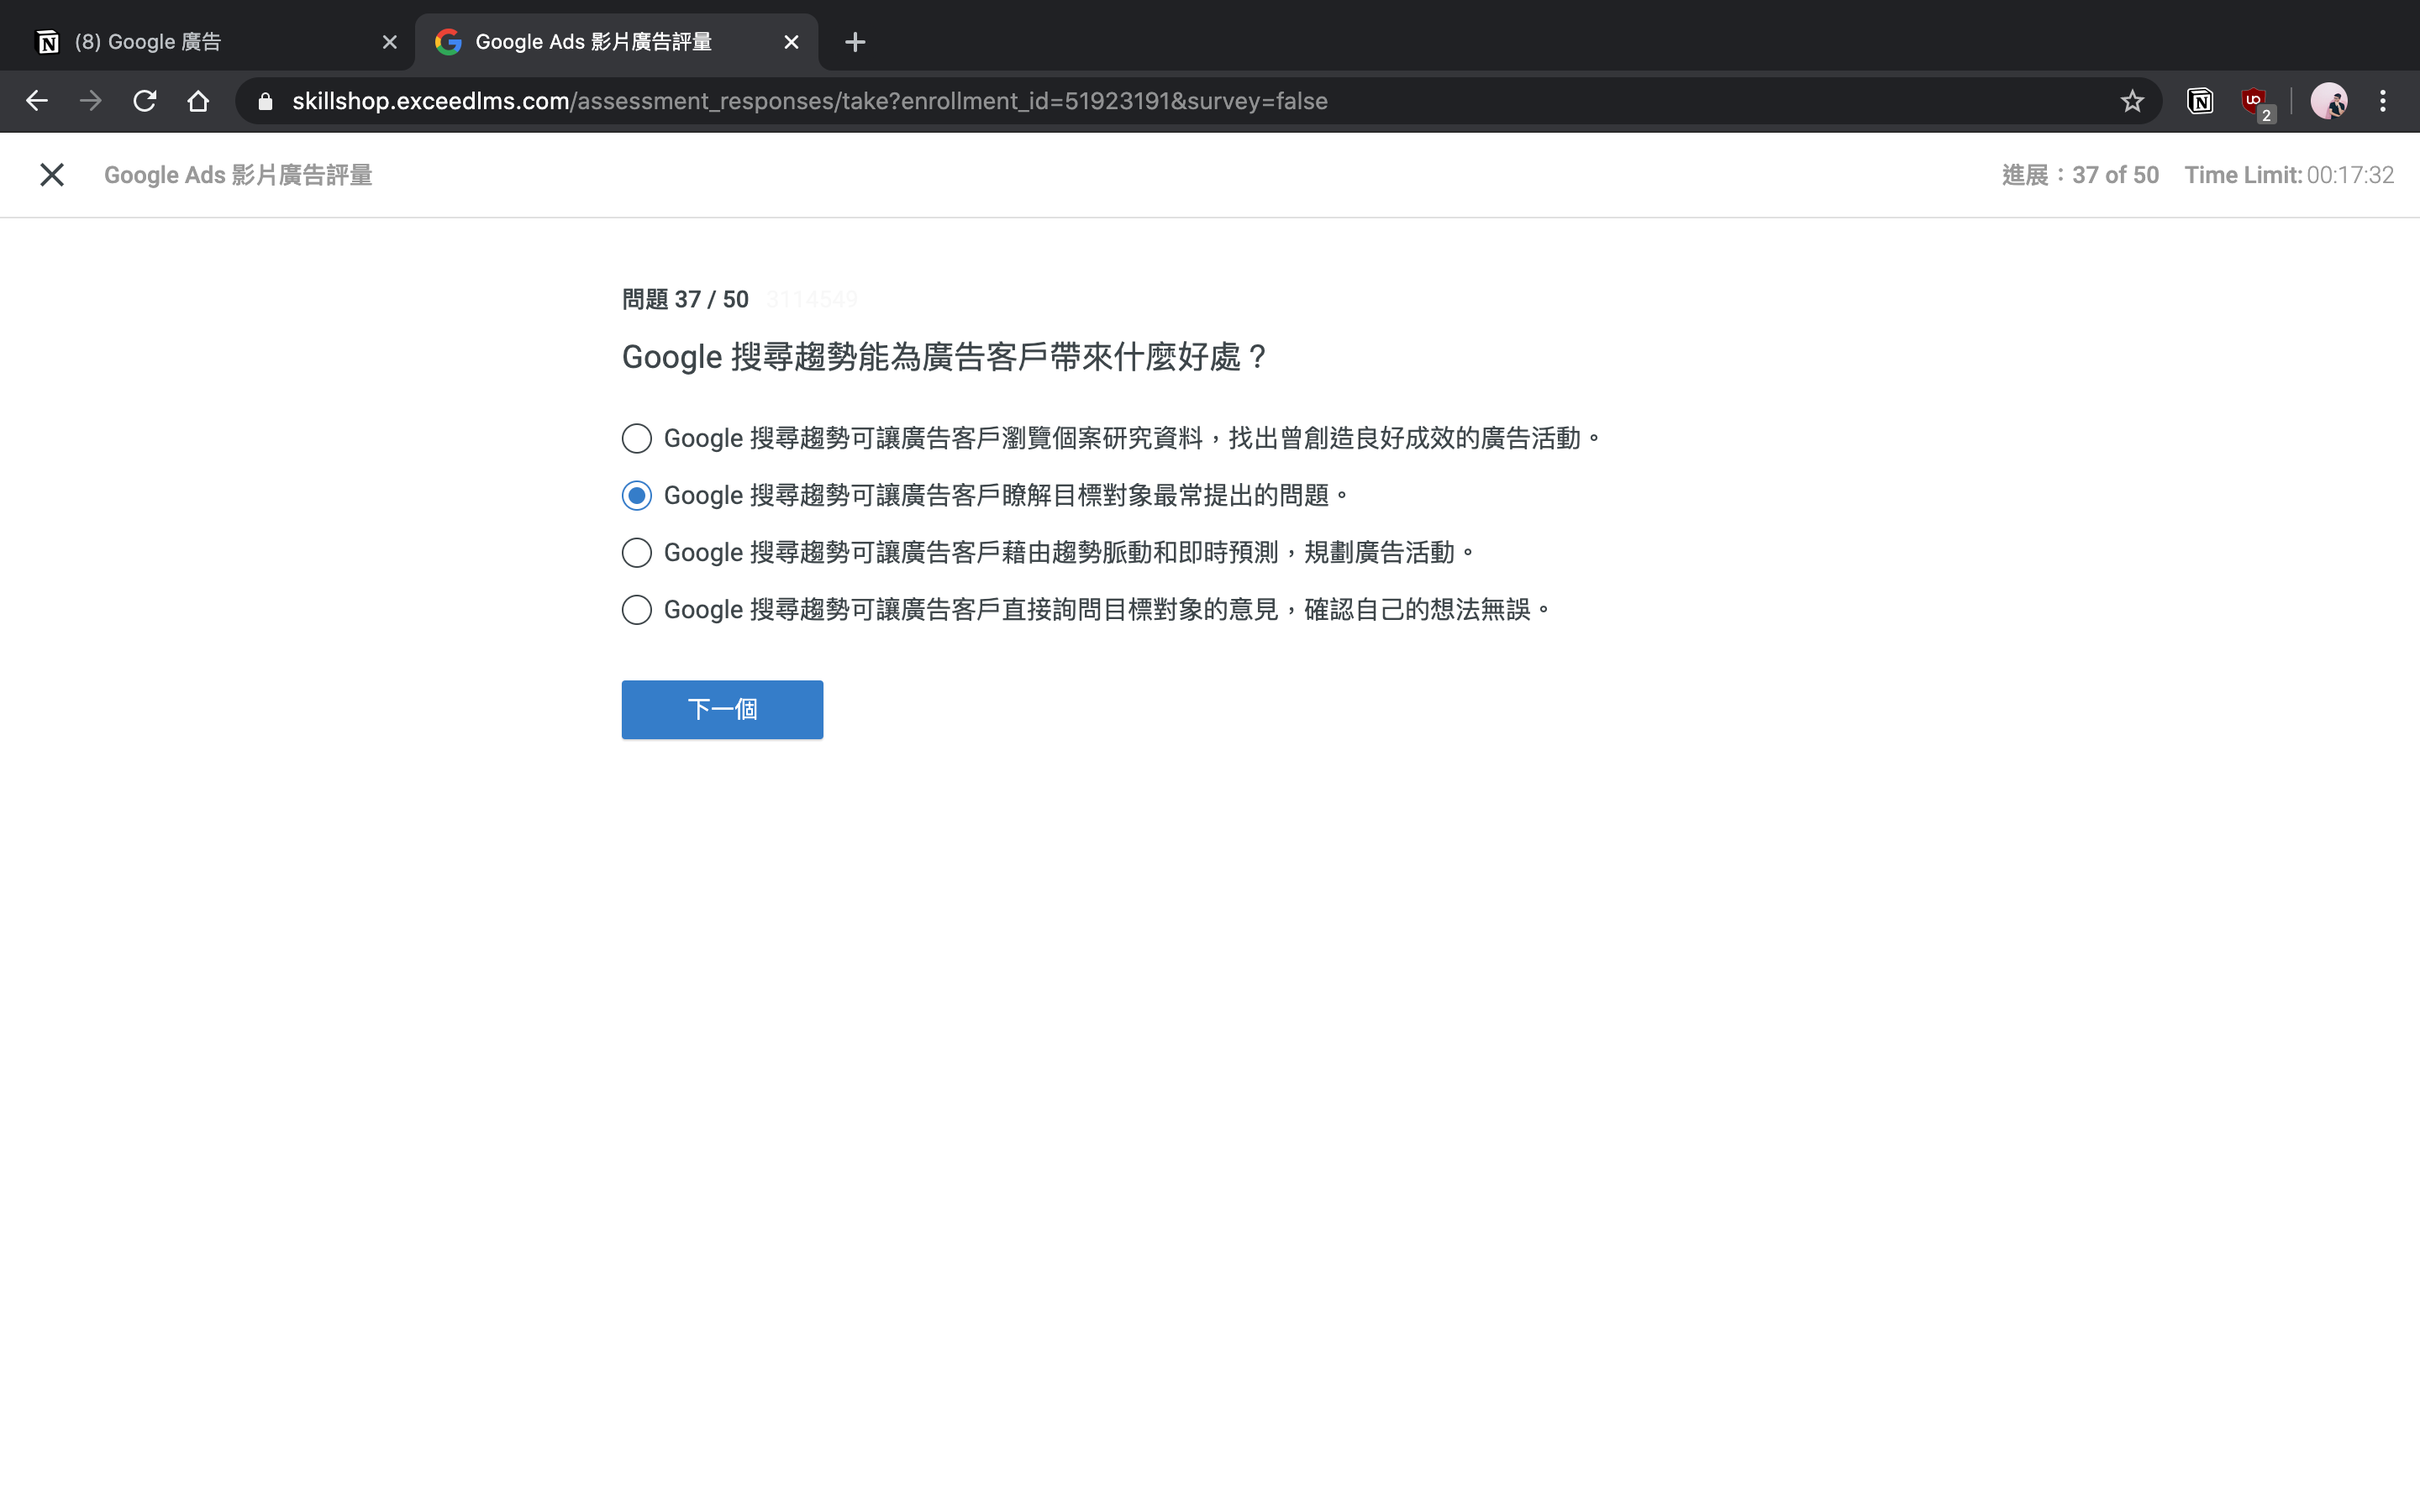 (8) Google 廣告
Google Ads 影片廣告評量
skillshop.exceedlms.com/assessment_responses/take?enrollment_id=51923191&survey=false
2
Google Ads 影片廣告評量
進展：37 of 50 Time Limit: 00:17:32
問題 37 / 50 3114549
Google 搜尋趨勢能為廣告客戶帶來什麼好處？
Google 搜尋趨勢可讓廣告客戶瀏覽個案研究資料，找出曾創造良好成效的廣告活動。
Google 搜尋趨勢可讓廣告客戶瞭解目標對象最常提出的問題。
Google 搜尋趨勢可讓廣告客戶藉由趨勢脈動和即時預測，規劃廣告活動。
Google 搜尋趨勢可讓廣告客戶直接詢問目標對象的意見，確認自己的想法無誤。
下一個